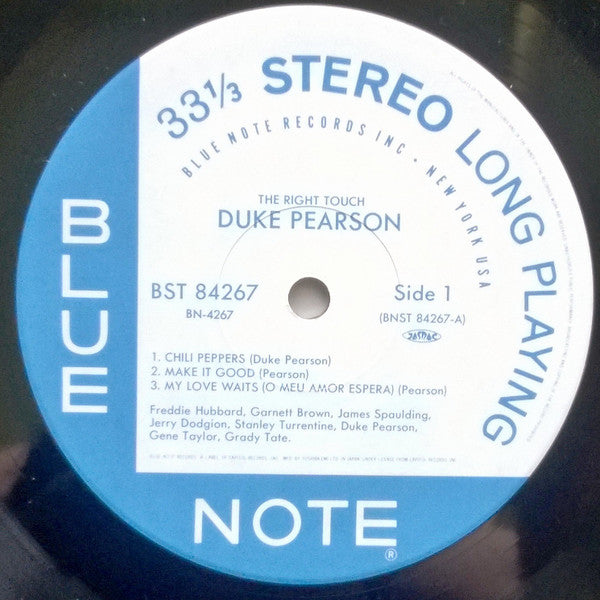 33⅓ STEREO LONG PLAYING
BLUE NOTE RECORDS INC · NEW YORK USA
THE RIGHT TOUCH
DUKE PEARSON
BST 84267
BN-4267
Side 1
(BNST 84267-A)
JASRAC
1. CHILI PEPPERS (Duke Pearson)
2. MAKE IT GOOD (Pearson)
3. MY LOVE WAITS (O MEU AMOR ESPERA) (Pearson)
Freddie Hubbard, Garnett Brown, James Spaulding,
Jerry Dodgion, Stanley Turrentine, Duke Pearson,
Gene Taylor, Grady Tate.
BLUE
NOTE®